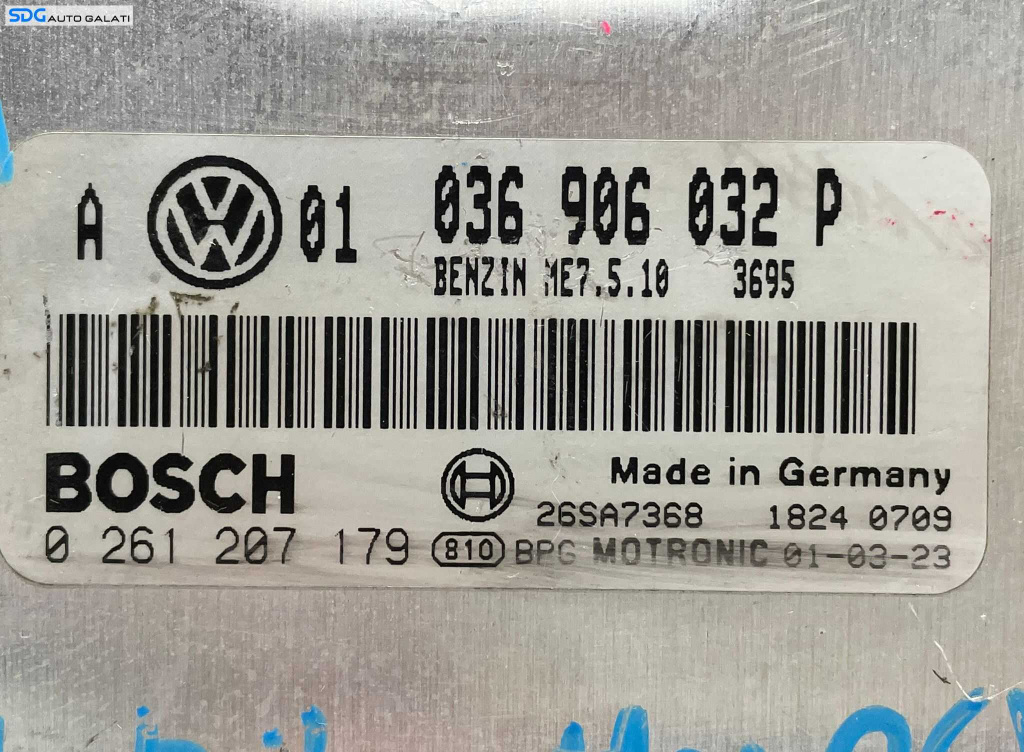 SDG AUTO GALATI
A 01 036 906 032 P
BENZIN ME7.5.10 3695
BOSCH
Made in Germany
26SA7368 1824 0709
0 261 207 179 810 BPG MOTRONIC 01-03-23